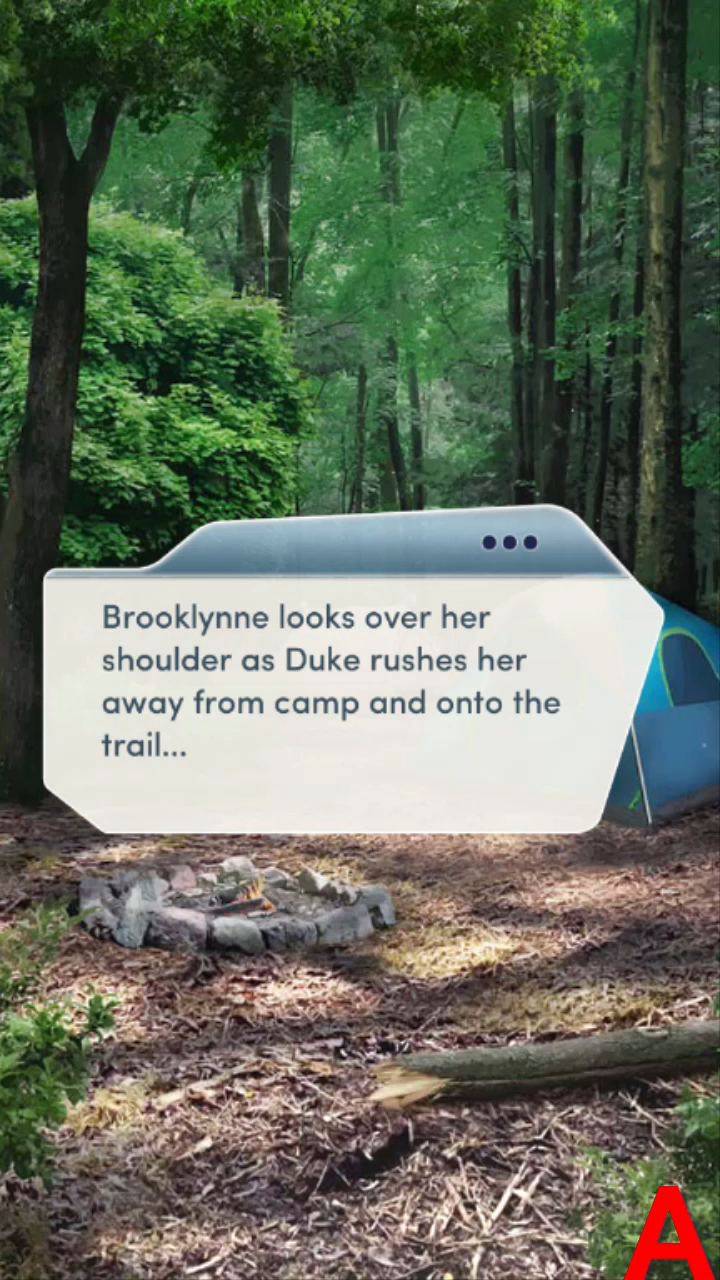 Brooklynne looks over her
shoulder as Duke rushes her
away from camp and onto the
trail...
A